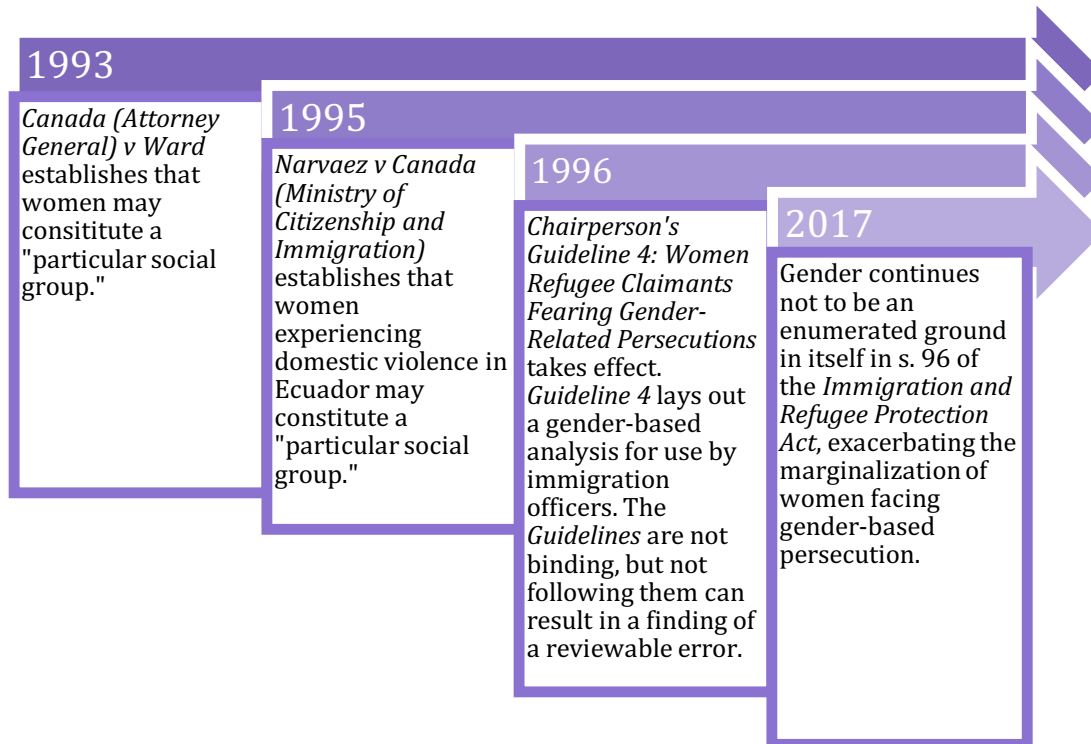 1993
Canada (Attorney
General) v Ward
establishes that
women may
consititute a
"particular social
group."
1995
Narvaez v Canada
(Ministry of
Citizenship and
Immigration)
establishes that
women
experiencing
domestic violence in
Ecuador may
constitute a
"particular social
group."
1996
Chairperson's
Guideline 4: Women
Refugee Claimants
Fearing Gender-
Related Persecutions
takes effect.
Guideline 4 lays out
a gender-based
analysis for use by
immigration
officers. The
Guidelines are not
binding, but not
following them can
result in a finding of
a reviewable error.
2017
Gender continues
not to be an
enumerated ground
in itself in s. 96 of
the Immigration and
Refugee Protection
Act, exacerbating the
marginalization of
women facing
gender-based
persecution.